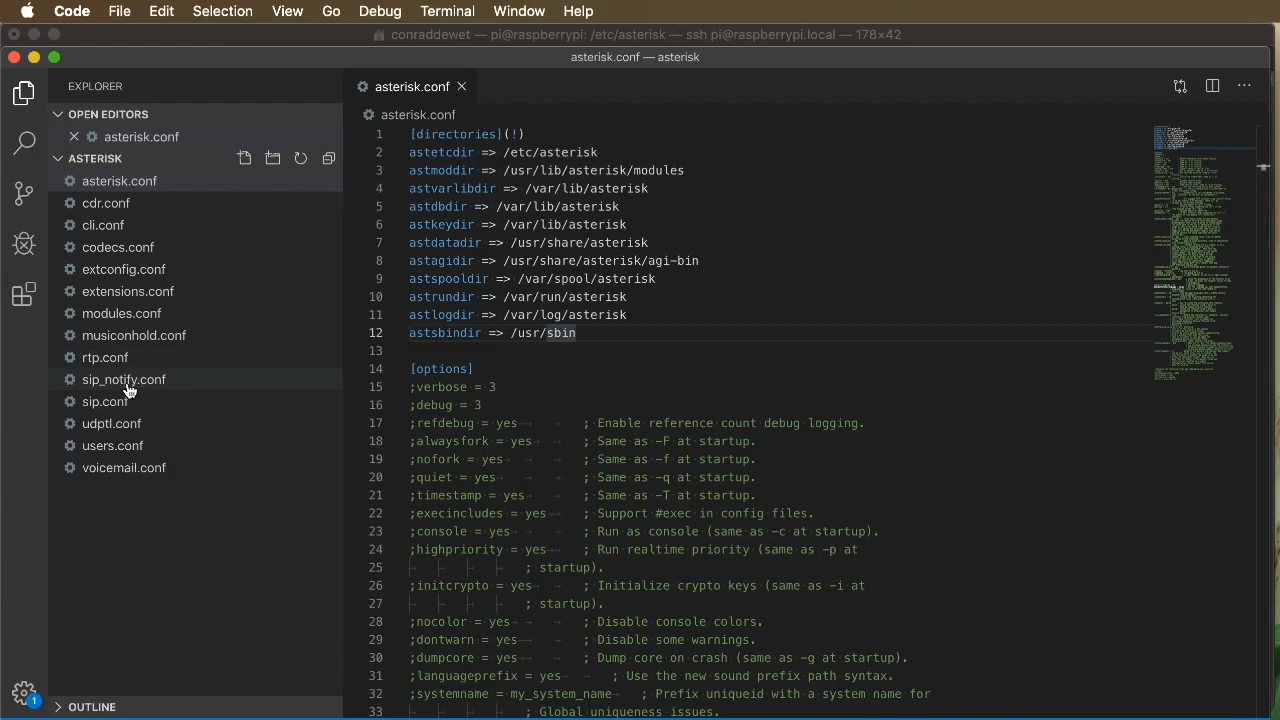 Code File Edit Selection View Go Debug Terminal Window Help
conraddewet — pi@raspberrypi: /etc/asterisk — ssh pi@raspberrypi.local — 178×42
asterisk.conf — asterisk
EXPLORER
OPEN EDITORS
asterisk.conf
ASTERISK
asterisk.conf
cdr.conf
cli.conf
codecs.conf
extconfig.conf
extensions.conf
modules.conf
musiconhold.conf
rtp.conf
sip_notify.conf
sip.conf
udptl.conf
users.conf
voicemail.conf
OUTLINE
1
asterisk.conf
asterisk.conf
1 [directories](!)
2 astetcdir => /etc/asterisk
3 astmoddir => /usr/lib/asterisk/modules
4 astvarlibdir => /var/lib/asterisk
5 astdbdir => /var/lib/asterisk
6 astkeydir => /var/lib/asterisk
7 astdatadir => /usr/share/asterisk
8 astagidir => /usr/share/asterisk/agi-bin
9 astspooldir => /var/spool/asterisk
10 astrundir => /var/run/asterisk
11 astlogdir => /var/log/asterisk
12 astsbindir => /usr/sbin
13
14 [options]
15 ;verbose = 3
16 ;debug = 3
17 ;refdebug = yes ; Enable reference count debug logging.
18 ;alwaysfork = yes ; Same as -F at startup.
19 ;nofork = yes ; Same as -f at startup.
20 ;quiet = yes ; Same as -q at startup.
21 ;timestamp = yes ; Same as -T at startup.
22 ;execincludes = yes ; Support #exec in config files.
23 ;console = yes ; Run as console (same as -c at startup).
24 ;highpriority = yes ; Run realtime priority (same as -p at
25 ; startup).
26 ;initcrypto = yes ; Initialize crypto keys (same as -i at
27 ; startup).
28 ;nocolor = yes ; Disable console colors.
29 ;dontwarn = yes ; Disable some warnings.
30 ;dumpcore = yes ; Dump core on crash (same as -g at startup).
31 ;languageprefix = yes ; Use the new sound prefix path syntax.
32 ;systemname = my_system_name ; Prefix uniqueid with a system name for
33 ; Global uniqueness issues.